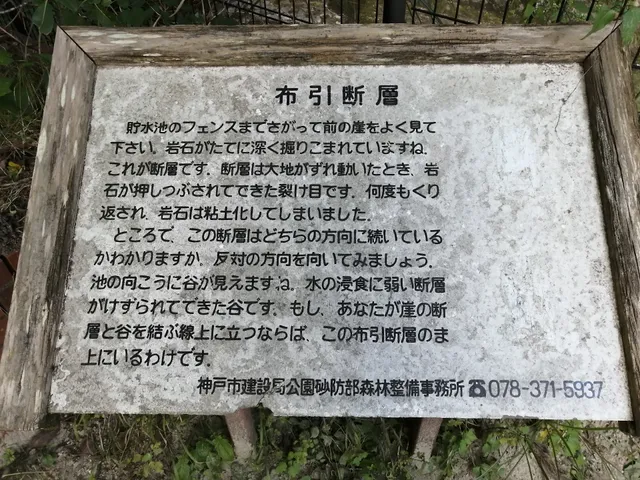 布引断層
貯水池のフェンスまでさがって前の崖をよく見て
下さい。岩石がたてに深く掘りこまれていますね。
これが断層です。断層は大地がずれ動いたとき、岩
石が押しつぶされてできた裂け目です。何度もくり
返され、岩石は粘土化してしまいました。
ところで、この断層はどちらの方向に続いている
かわかりますか。反対の方向を向いてみましょう。
池の向こうに谷が見えますね。水の浸食に弱い断層
がけずられてできた谷です。もし、あなたが崖の断
層と谷を結ぶ線上に立つならば、この布引断層のま
上にいるわけです。
神戸市建設局公園砂防部森林整備事務所 ☎078-371-5937